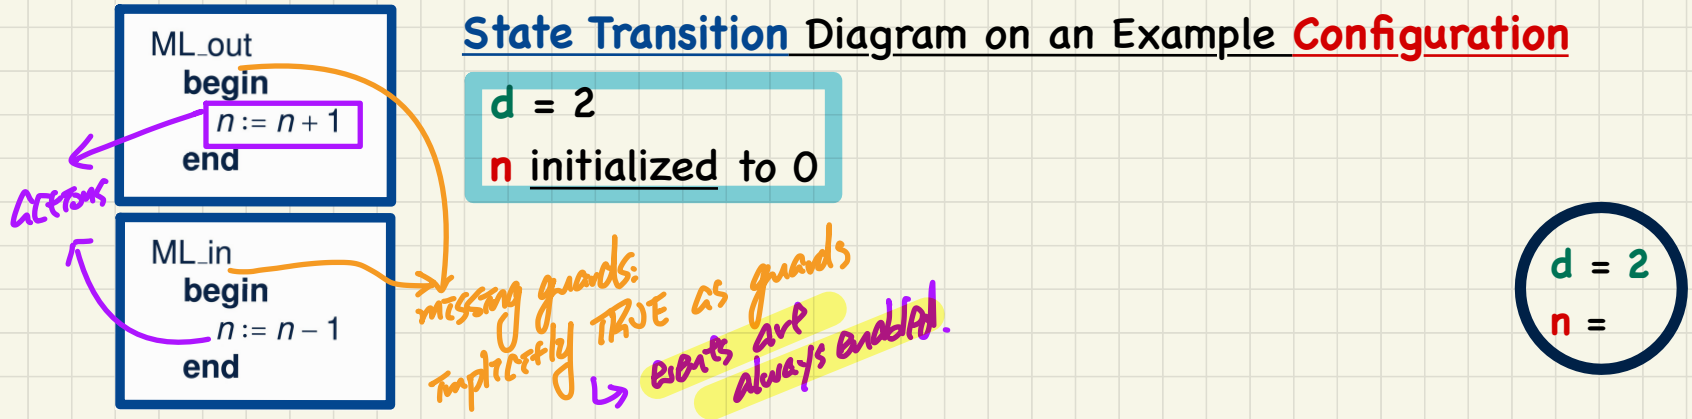 State Transition Diagram on an Example Configuration
ML_out
begin
n := n + 1
end
actions
ML_in
begin
n := n − 1
end
d = 2
n initialized to 0
missing guards:
implicitly TRUE as guards
↳ events are
always enabled.
d = 2
n =